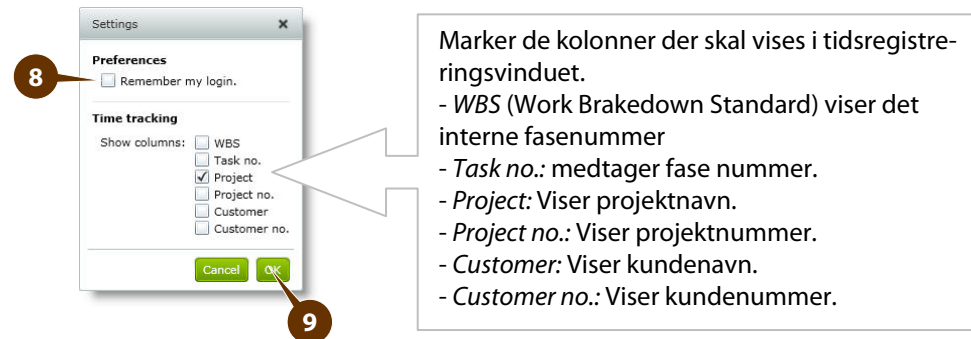 Settings
Preferences
8
Remember my login.
Time tracking
Show columns:
WBS
Task no.
Project
Project no.
Customer
Customer no.
Cancel OK
9
Marker de kolonner der skal vises i tidsregistre-
ringsvinduet.
- WBS (Work Brakedown Standard) viser det
interne fasenummer
- Task no.: medtager fase nummer.
- Project: Viser projektnavn.
- Project no.: Viser projektnummer.
- Customer: Viser kundenavn.
- Customer no.: Viser kundenummer.